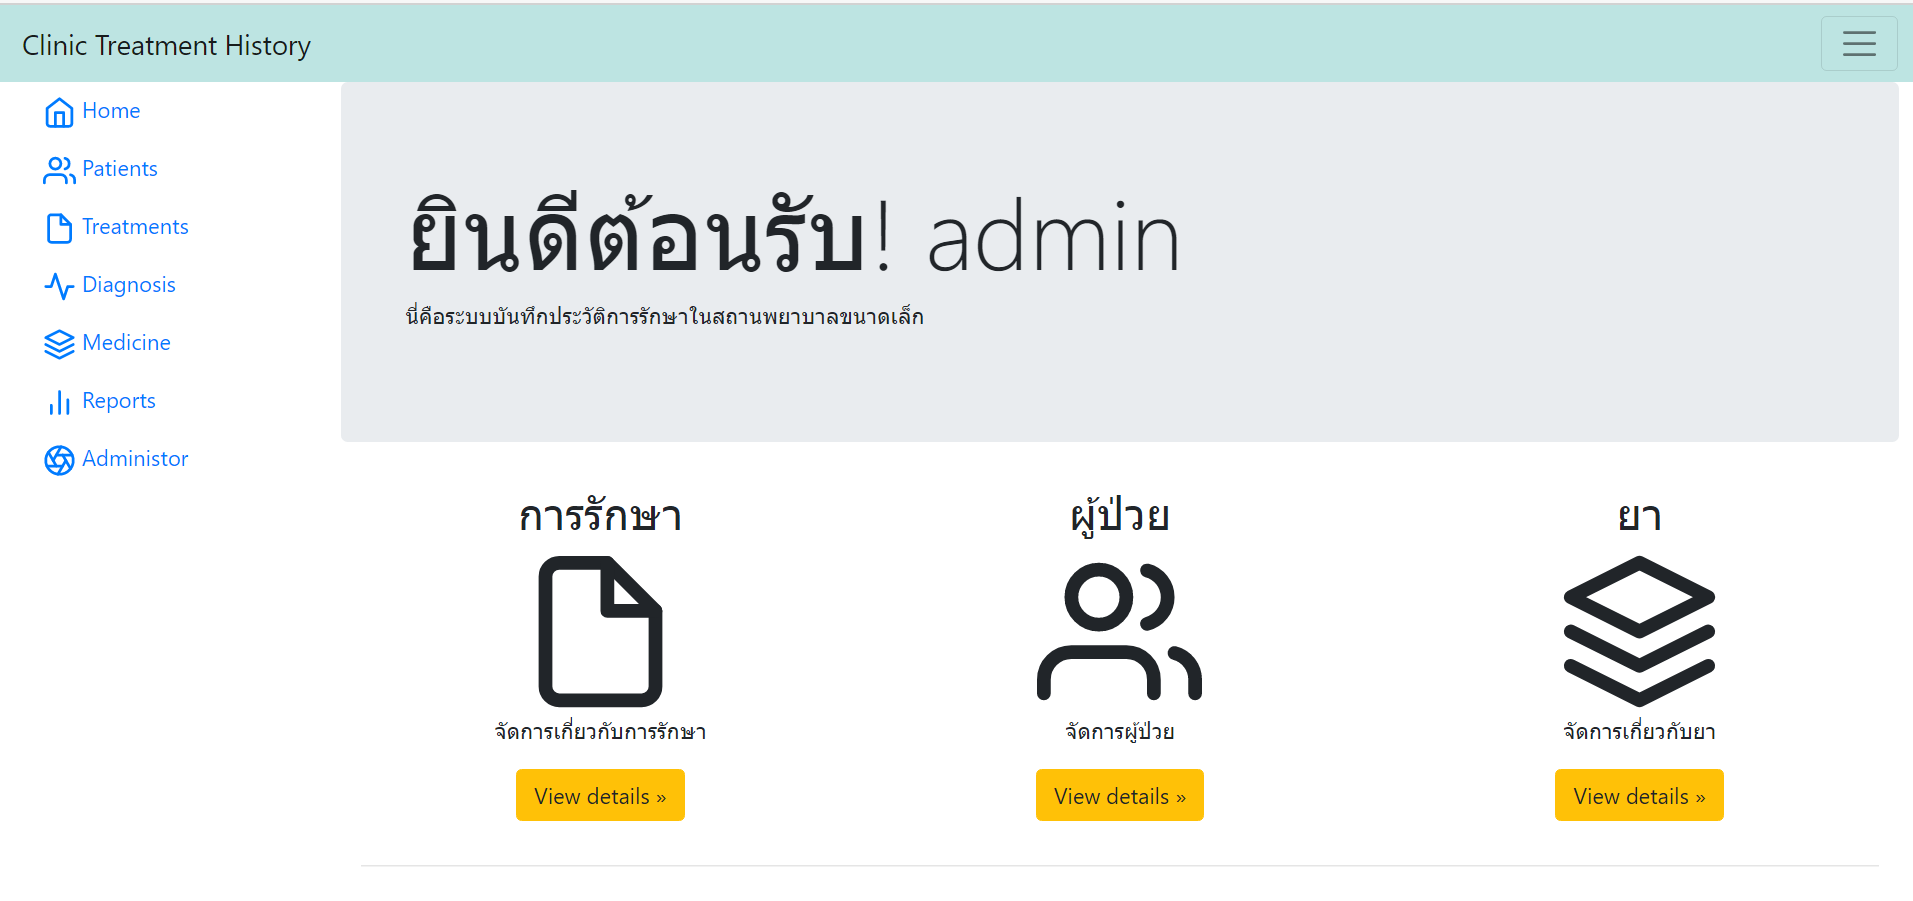 Clinic Treatment History
Home
Patients
Treatments
Diagnosis
Medicine
Reports
Administor
ยินดีต้อนรับ! admin
นี่คือระบบบันทึกประวัติการรักษาในสถานพยาบาลขนาดเล็ก
การรักษา
จัดการเกี่ยวกับการรักษา
View details »
ผู้ป่วย
จัดการผู้ป่วย
View details »
ยา
จัดการเกี่ยวกับยา
View details »